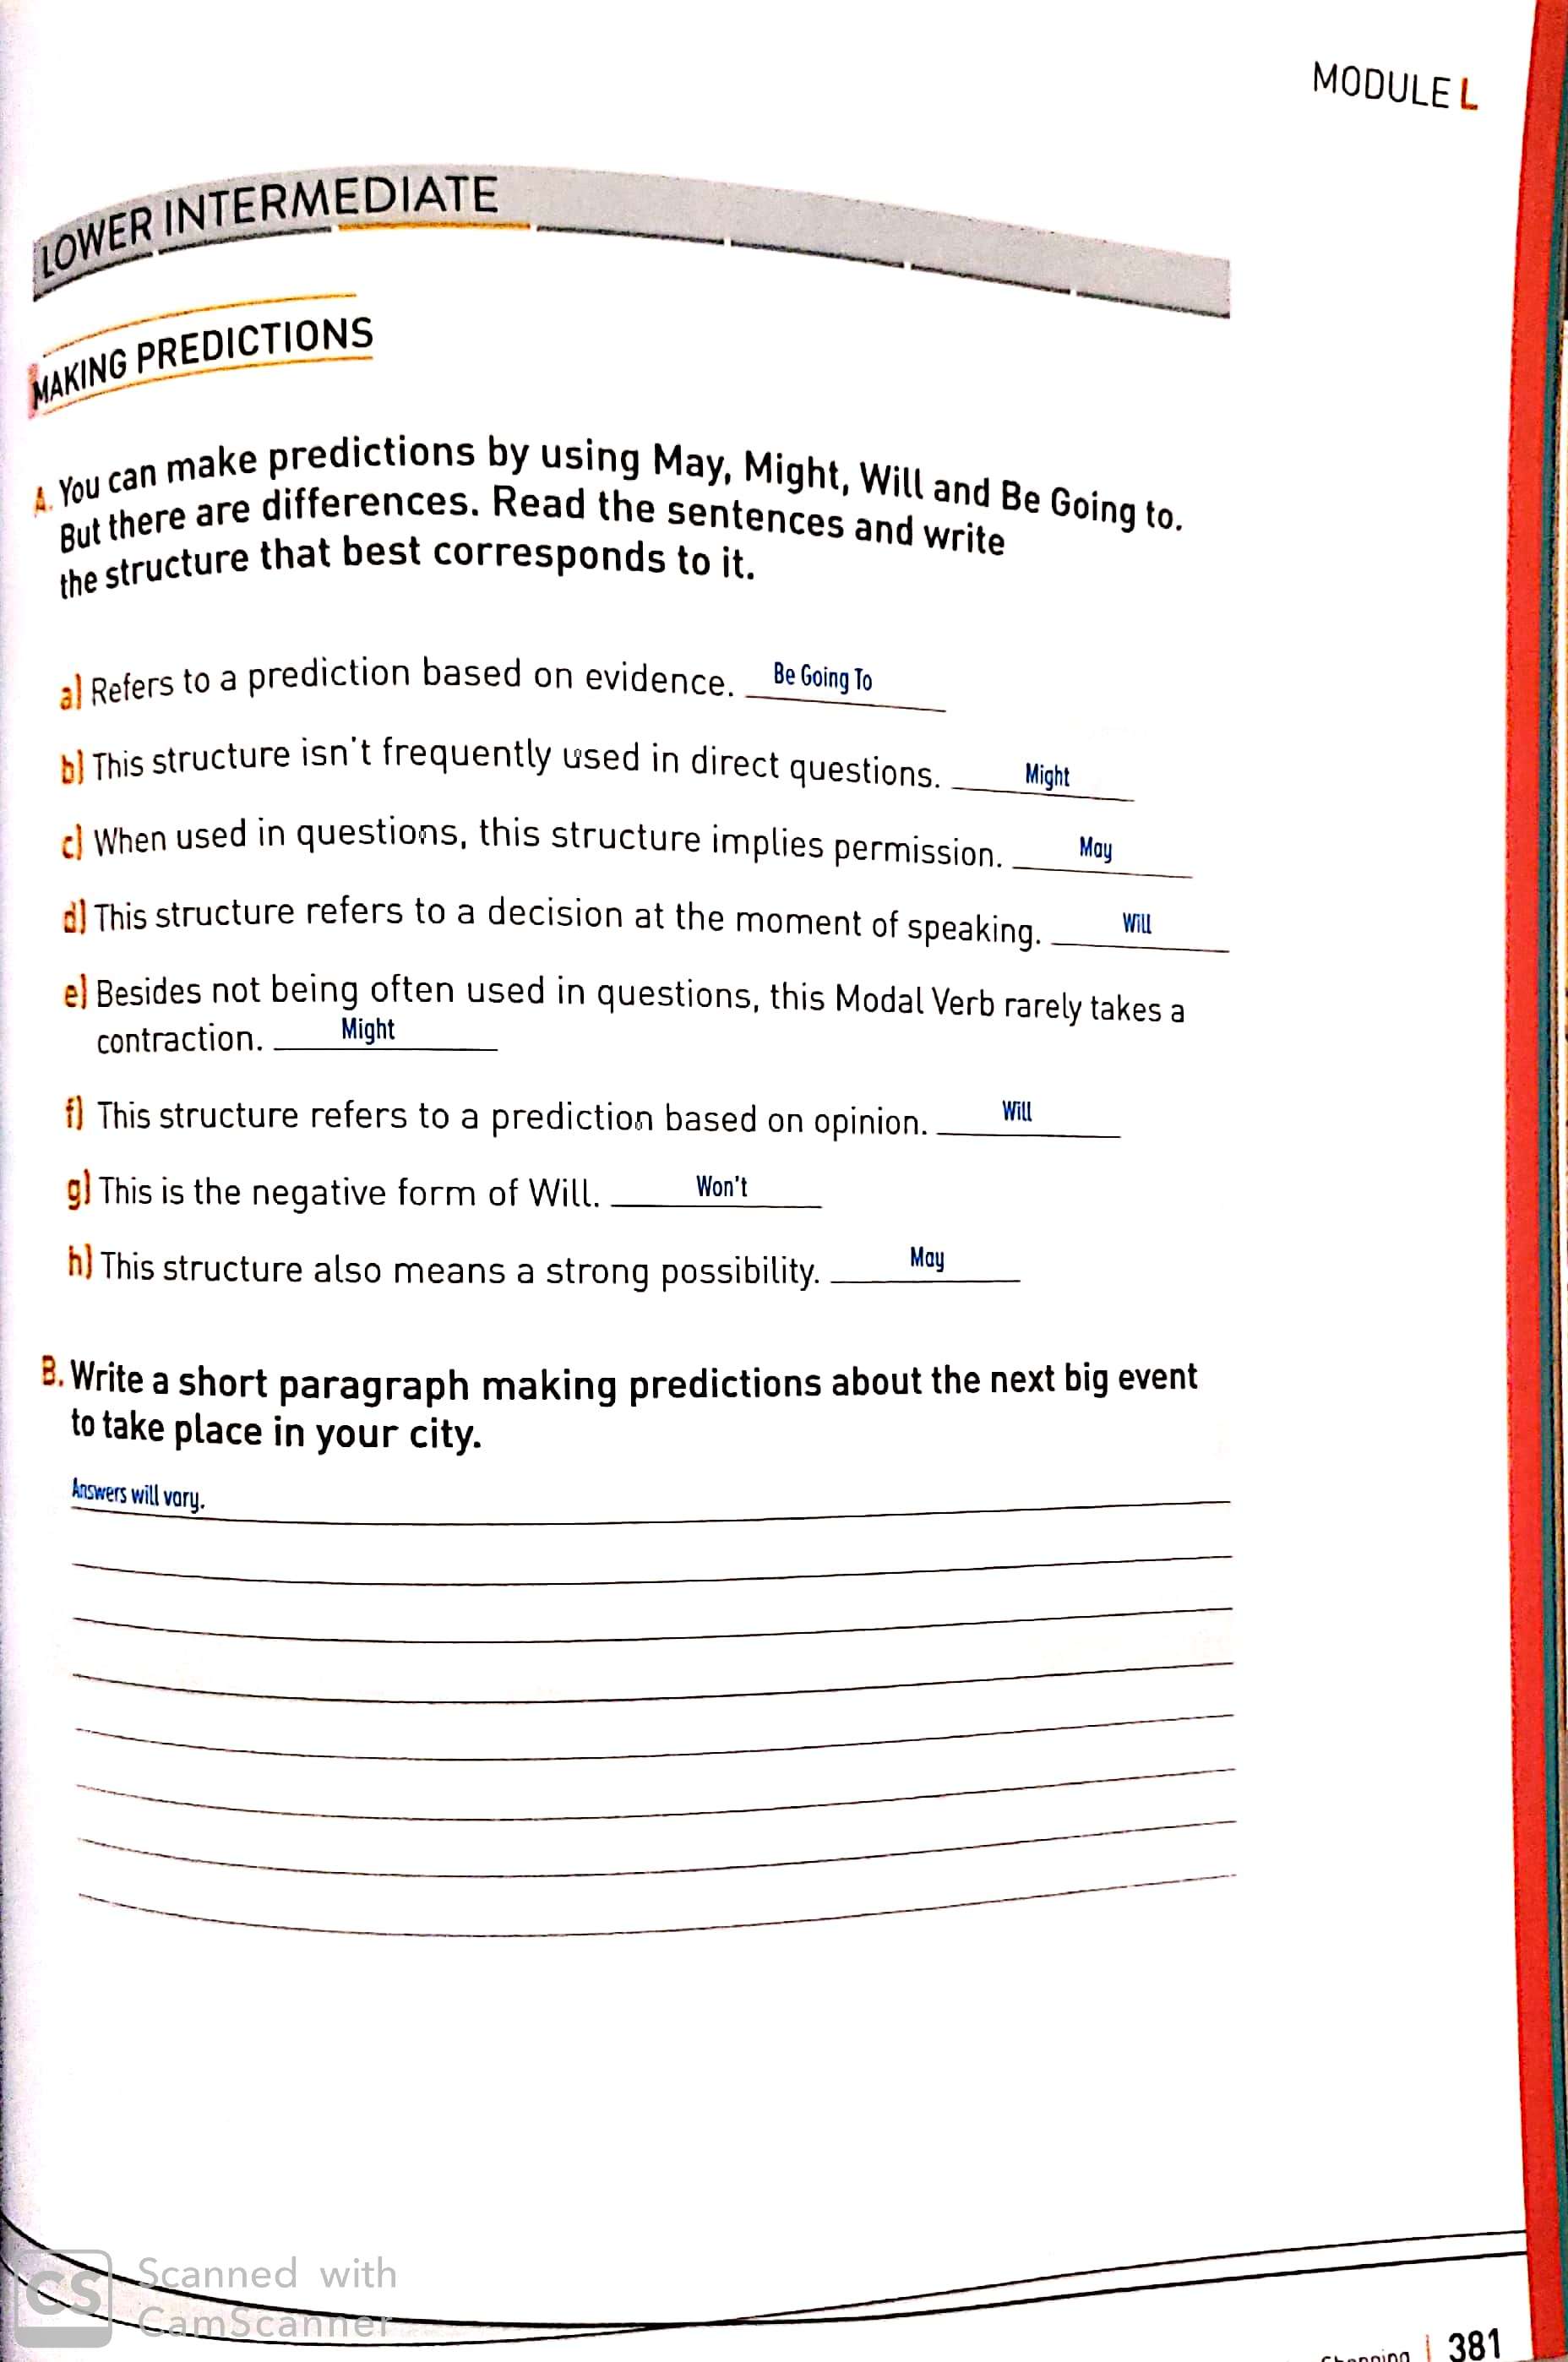 MODULE L
LOWER INTERMEDIATE
MAKING PREDICTIONS
A. You can make predictions by using May, Might, Will and Be Going to.
But there are differences. Read the sentences and write
the structure that best corresponds to it.
a) Refers to a prediction based on evidence. Be Going To
b) This structure isn't frequently used in direct questions. Might
c) When used in questions, this structure implies permission. May
d) This structure refers to a decision at the moment of speaking. Will
e) Besides not being often used in questions, this Modal Verb rarely takes a
contraction. Might
f) This structure refers to a prediction based on opinion. Will
g) This is the negative form of Will. Won't
h) This structure also means a strong possibility. May
B. Write a short paragraph making predictions about the next big event
to take place in your city.
Answers will vary.
CS Scanned with
CamScanner
381